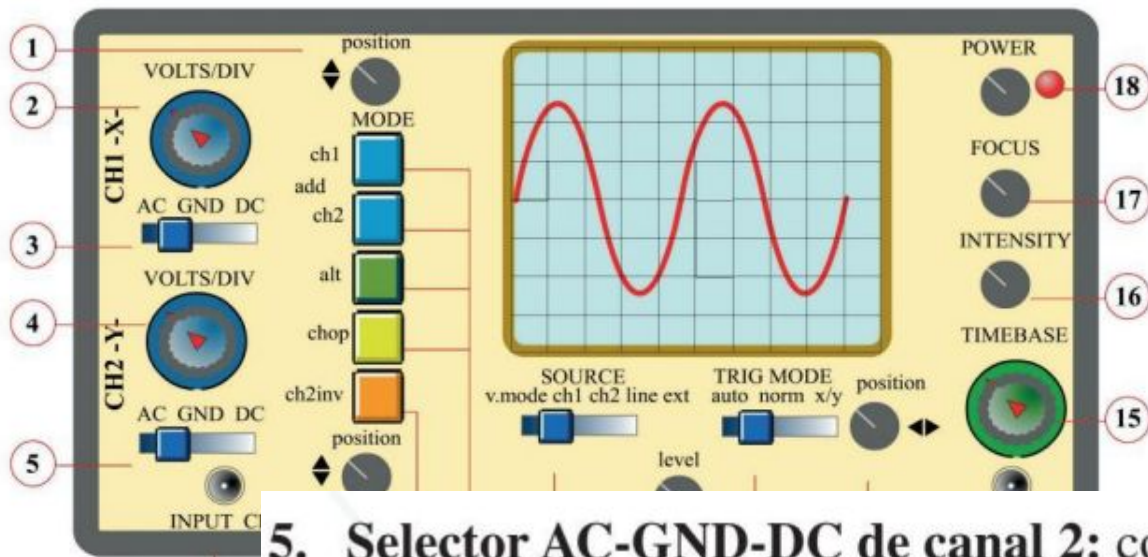 1
position
POWER
VOLTS/DIV
18
2
MODE
CH1 -X-
ch1
FOCUS
add
ch2
17
AC GND DC
3
INTENSITY
VOLTS/DIV
alt
16
4
chop
TIMEBASE
CH2 -Y-
SOURCE
TRIG MODE
position
ch2inv
v.mode ch1 ch2 line ext
auto norm x/y
15
AC GND DC
position
5
level
INPUT
5. Selector AC-GND-DC de canal 2: